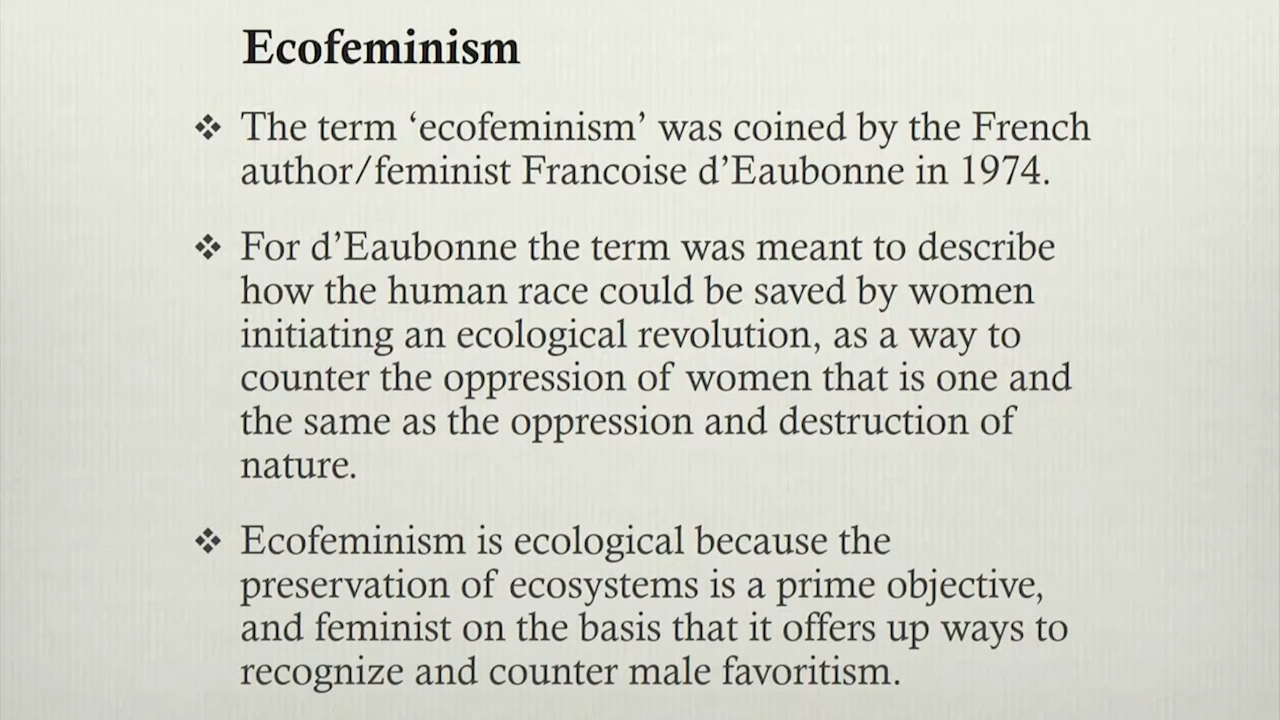 Ecofeminism
❖ The term ‘ecofeminism’ was coined by the French
author/feminist Francoise d’Eaubonne in 1974.
❖ For d’Eaubonne the term was meant to describe
how the human race could be saved by women
initiating an ecological revolution, as a way to
counter the oppression of women that is one and
the same as the oppression and destruction of
nature.
❖ Ecofeminism is ecological because the
preservation of ecosystems is a prime objective,
and feminist on the basis that it offers up ways to
recognize and counter male favoritism.